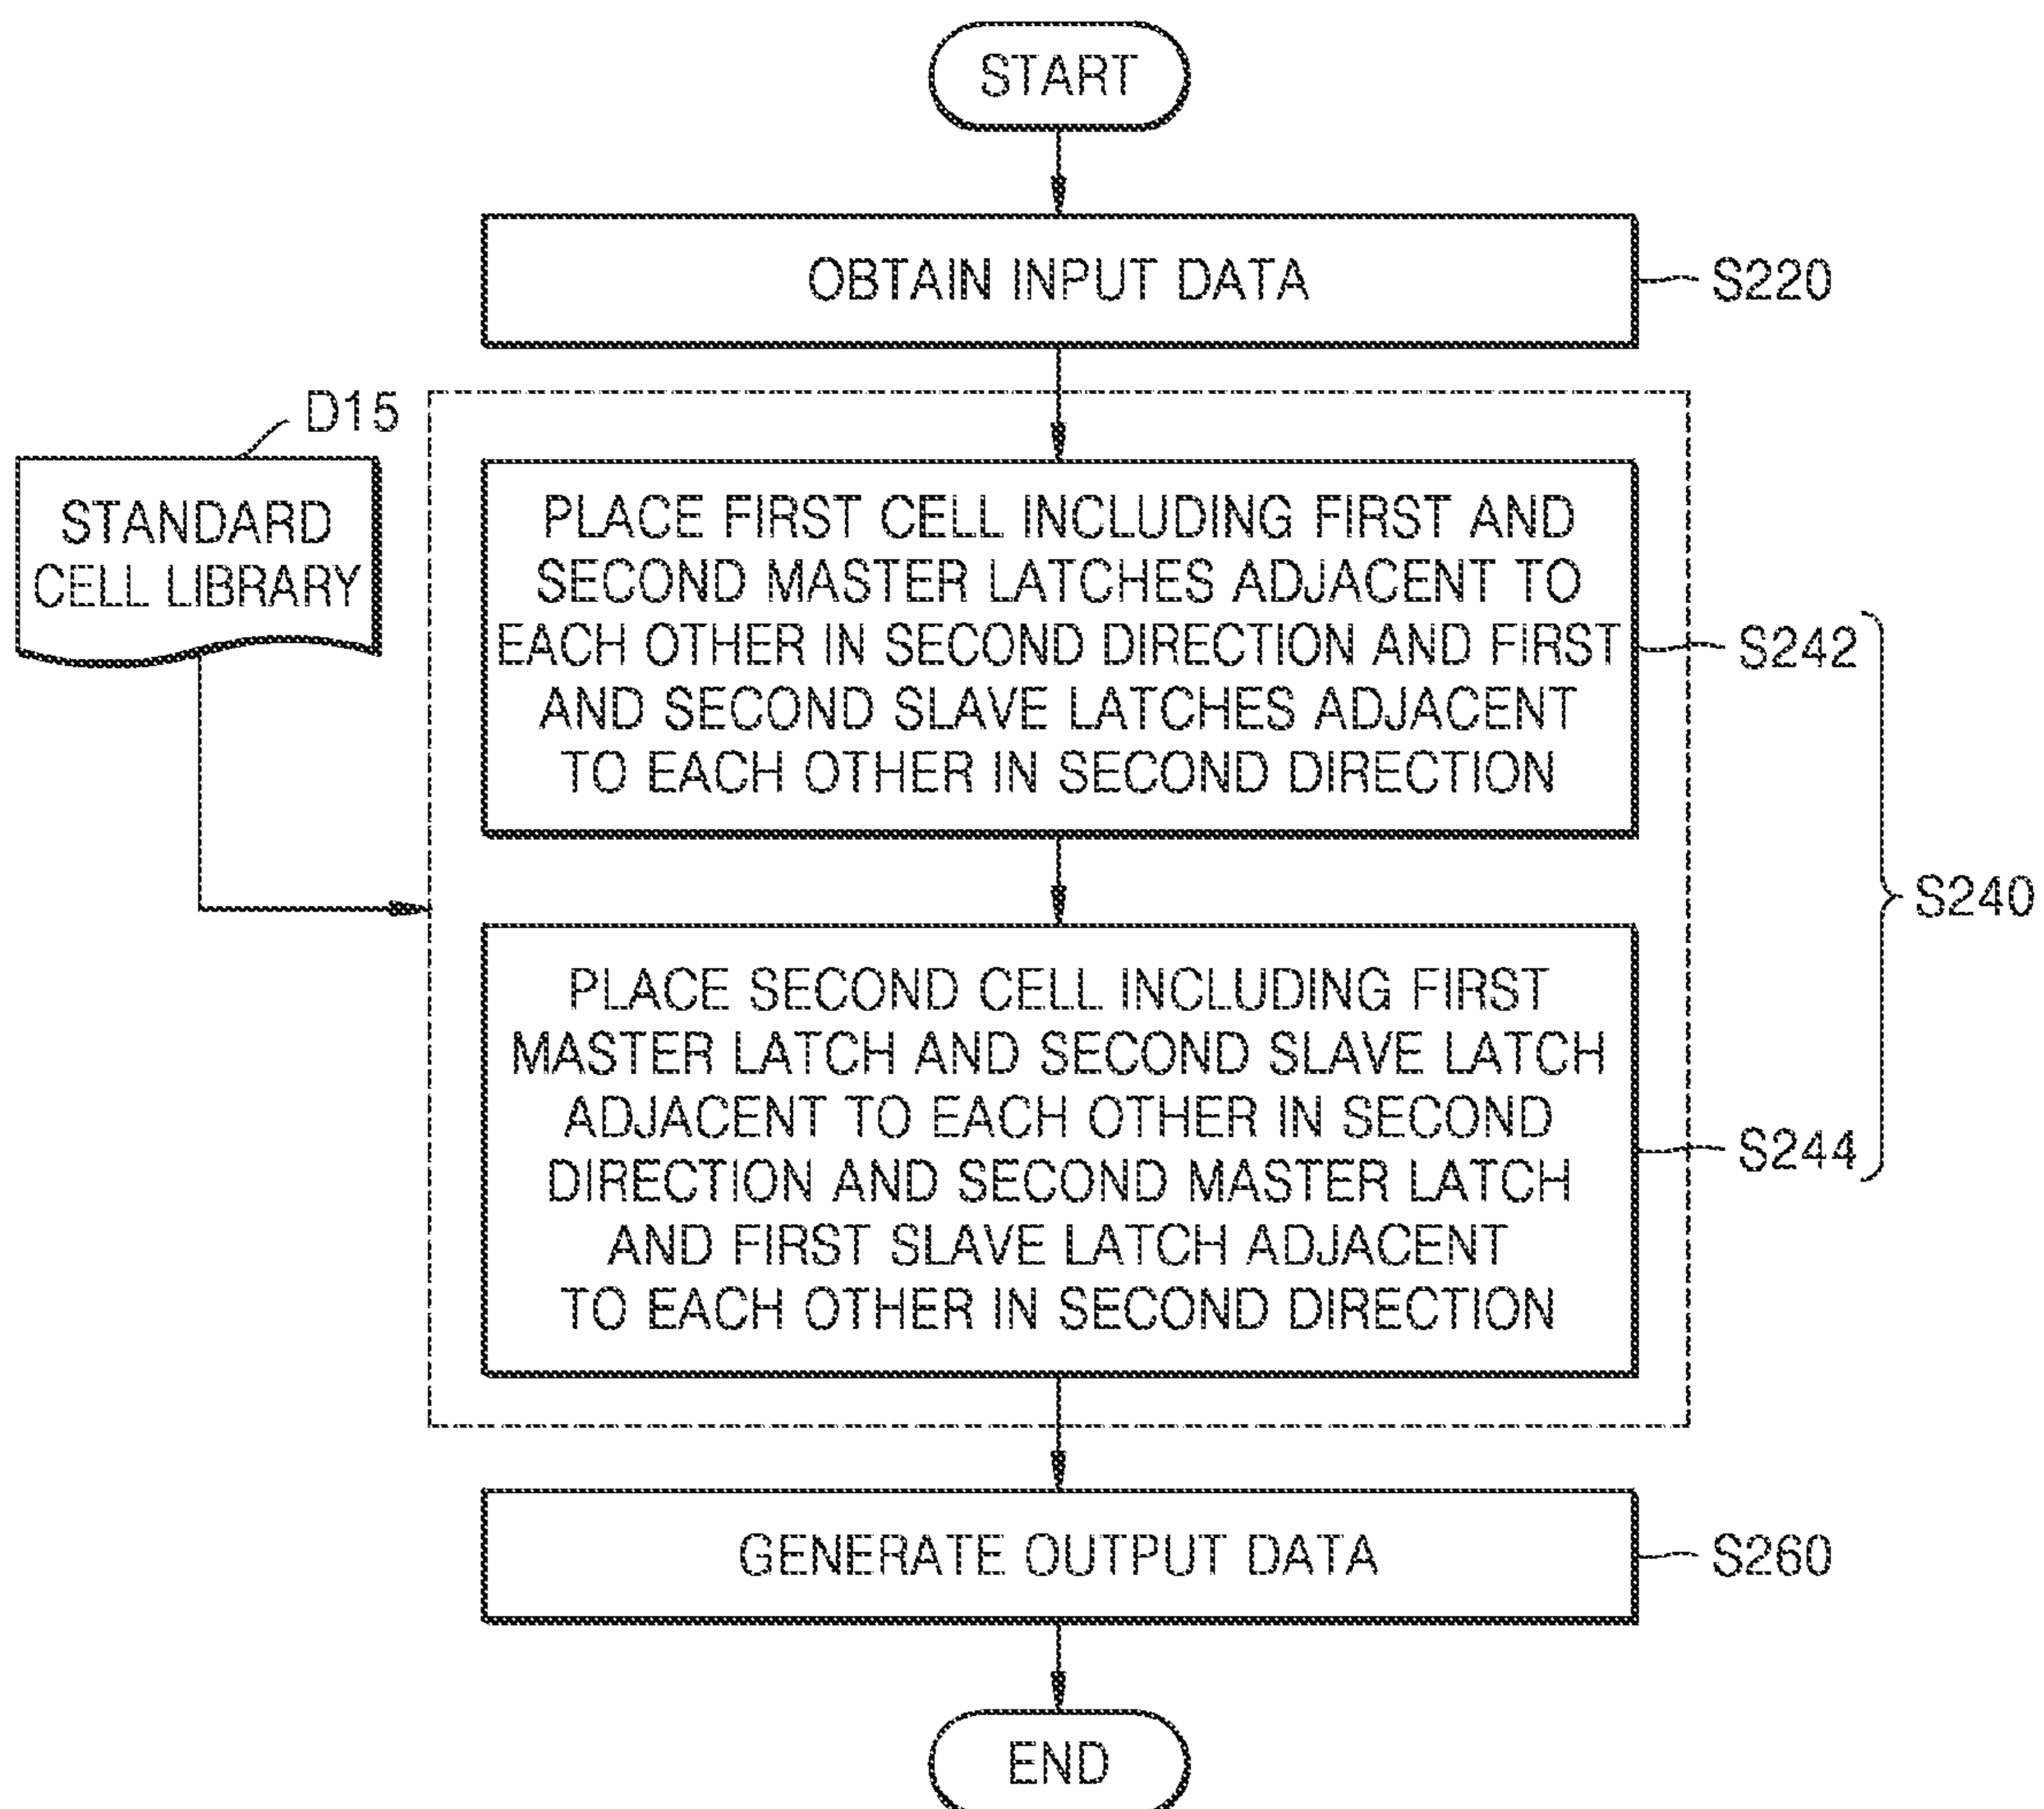 START
OBTAIN INPUT DATA
S220
D15
STANDARD
CELL LIBRARY
PLACE FIRST CELL INCLUDING FIRST AND
SECOND MASTER LATCHES ADJACENT TO
EACH OTHER IN SECOND DIRECTION AND FIRST
AND SECOND SLAVE LATCHES ADJACENT
TO EACH OTHER IN SECOND DIRECTION
S242
S240
PLACE SECOND CELL INCLUDING FIRST
MASTER LATCH AND SECOND SLAVE LATCH
ADJACENT TO EACH OTHER IN SECOND
DIRECTION AND SECOND MASTER LATCH
AND FIRST SLAVE LATCH ADJACENT
TO EACH OTHER IN SECOND DIRECTION
S244
GENERATE OUTPUT DATA
S260
END